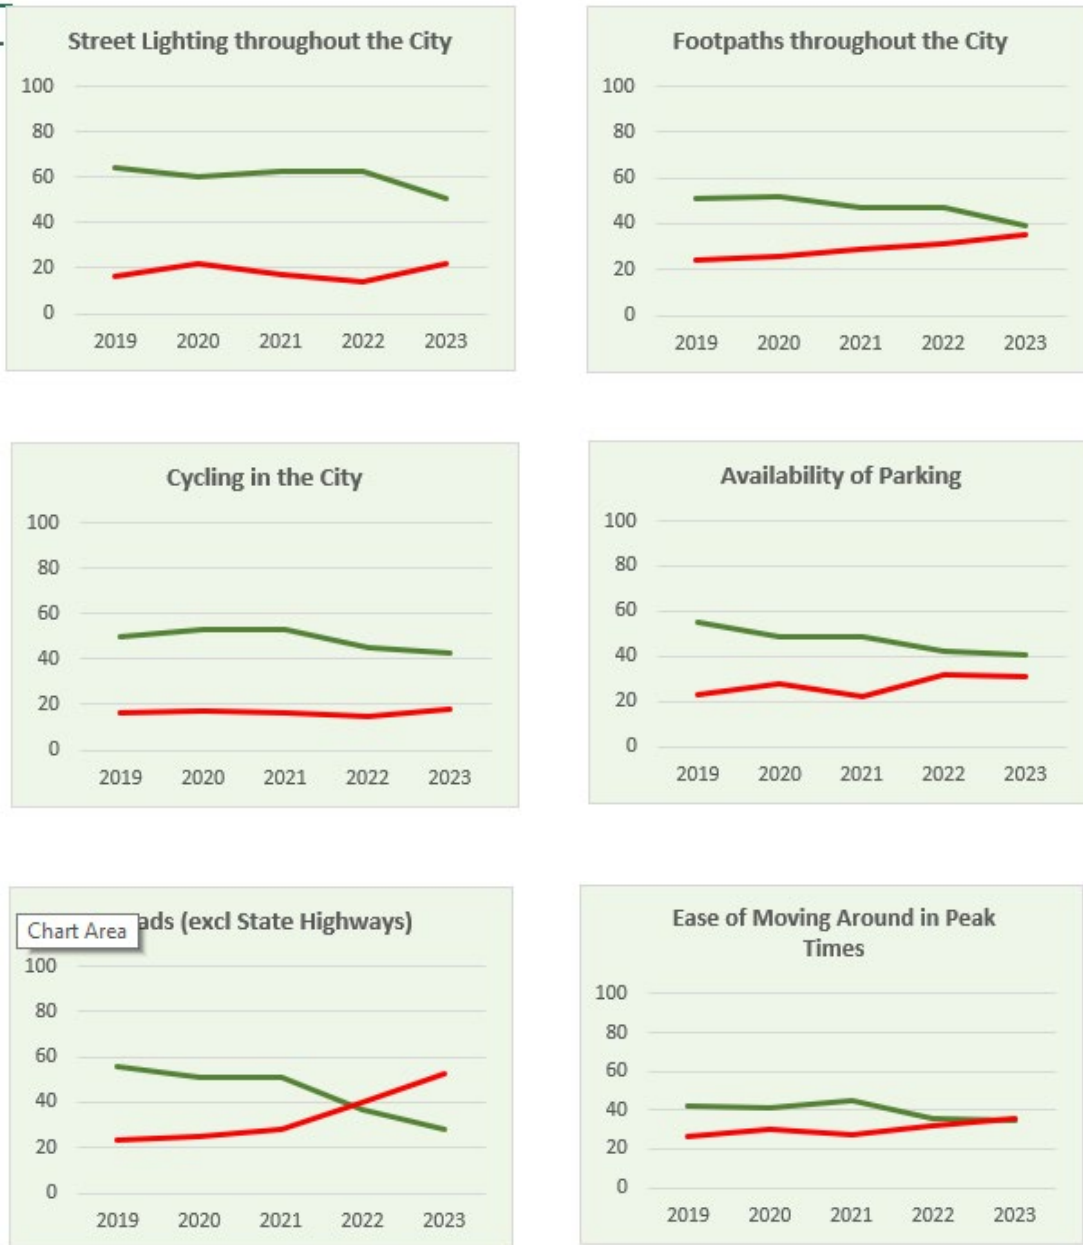 Street Lighting throughout the City
100
80
60
40
20
0
2019 2020 2021 2022 2023
Footpaths throughout the City
100
80
60
40
20
0
2019 2020 2021 2022 2023
Cycling in the City
100
80
60
40
20
0
2019 2020 2021 2022 2023
Availability of Parking
100
80
60
40
20
0
2019 2020 2021 2022 2023
Chart Area
(excl State Highways)
100
80
60
40
20
0
2019 2020 2021 2022 2023
Ease of Moving Around in Peak
Times
100
80
60
40
20
0
2019 2020 2021 2022 2023